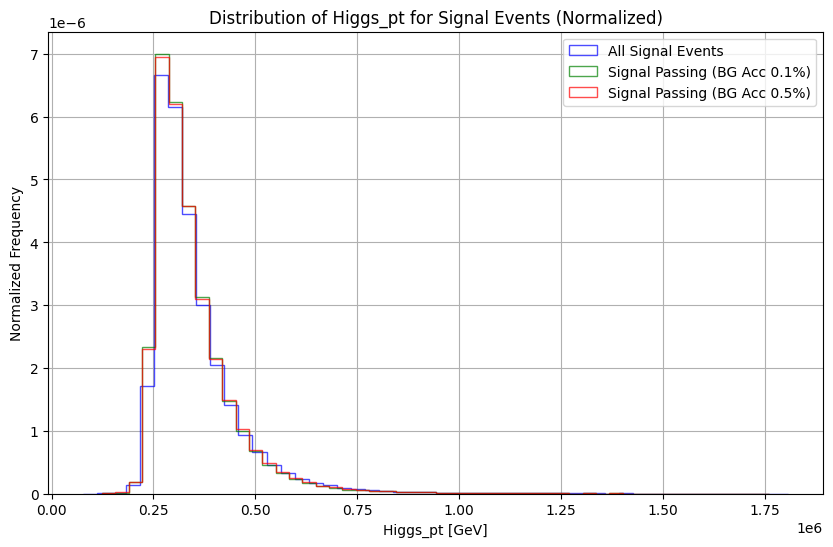 Distribution of Higgs_pt for Signal Events (Normalized)
1e−6
All Signal Events
Signal Passing (BG Acc 0.1%)
Signal Passing (BG Acc 0.5%)
7
6
5
4
3
2
1
0
Normalized Frequency
0.00 0.25 0.50 0.75 1.00 1.25 1.50 1.75
1e6
Higgs_pt [GeV]